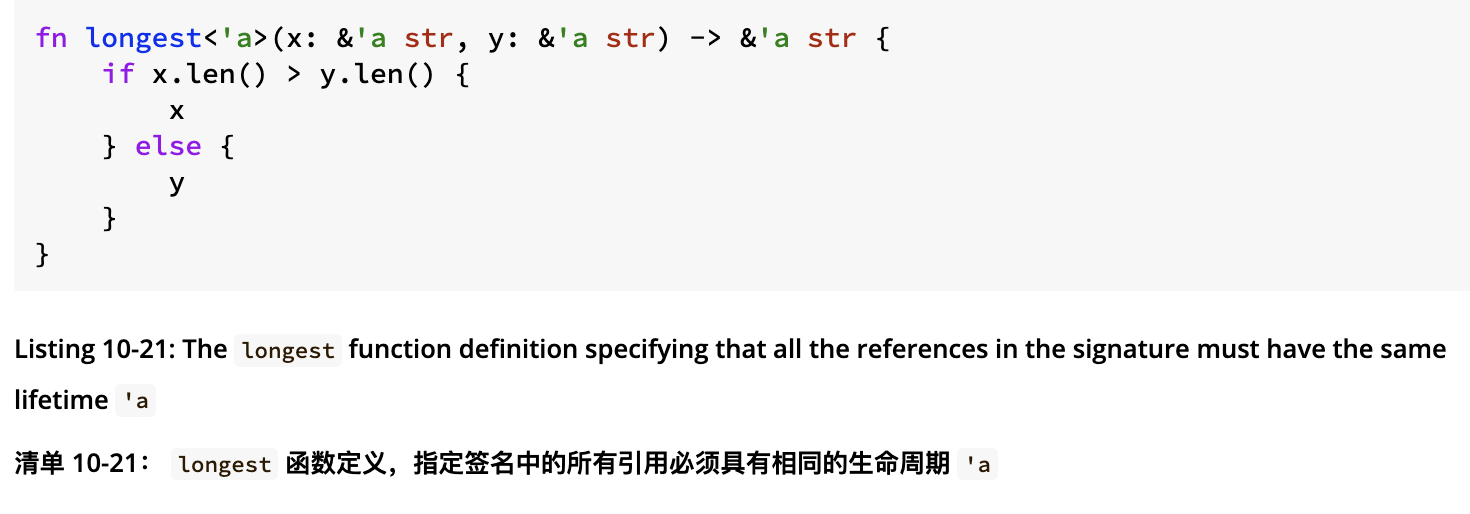 fn longest<'a>(x: &'a str, y: &'a str) -> &'a str {
    if x.len() > y.len() {
        x
    } else {
        y
    }
}
Listing 10-21: The longest function definition specifying that all the references in the signature must have the same
lifetime 'a
清单 10-21： longest 函数定义，指定签名中的所有引用必须具有相同的生命周期 'a